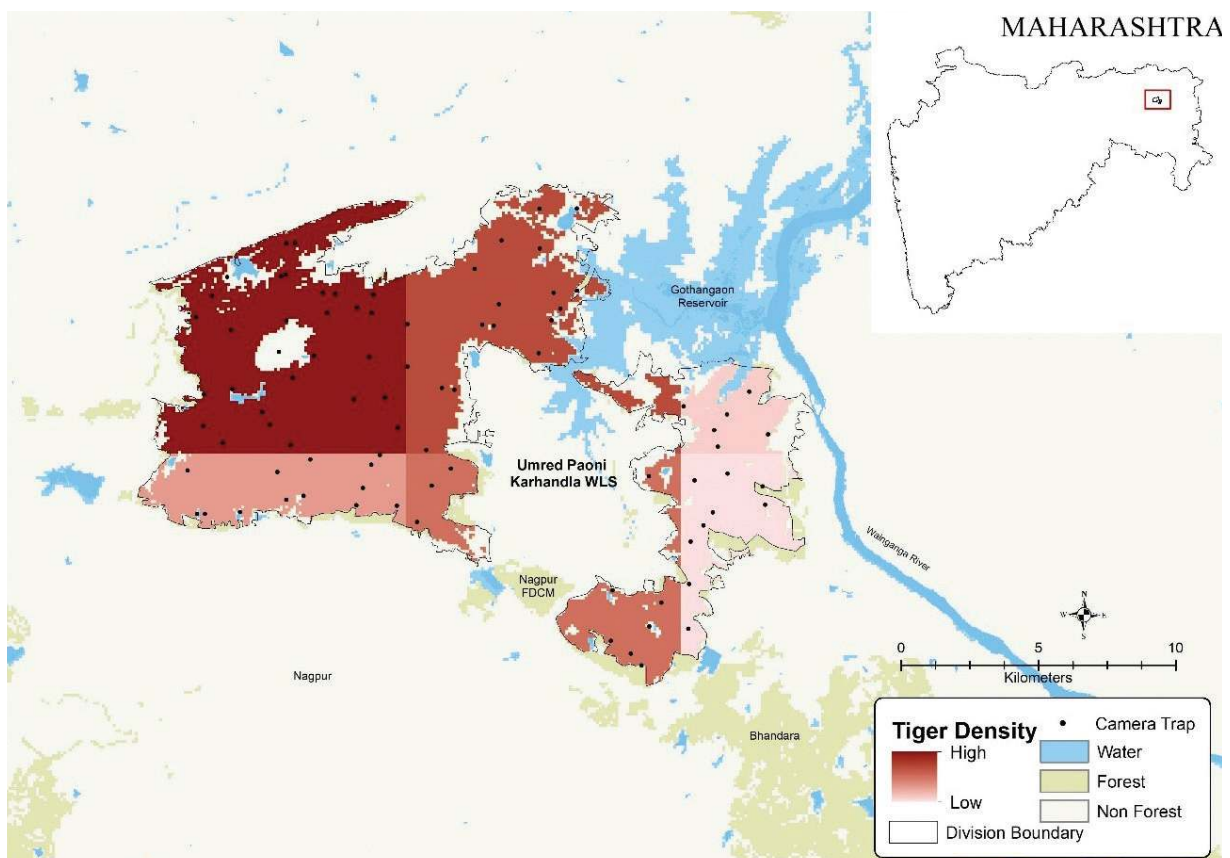 MAHARASHTRA
Gothangaon
Reservoir
Umred Paoni
Karhandla WLS
Wainganga River
Nagpur
FDCM
Nagpur
Bhandara
N
W E
S
0 5 10
Kilometers
Tiger Density
High
Low
Division Boundary
Camera Trap
Water
Forest
Non Forest